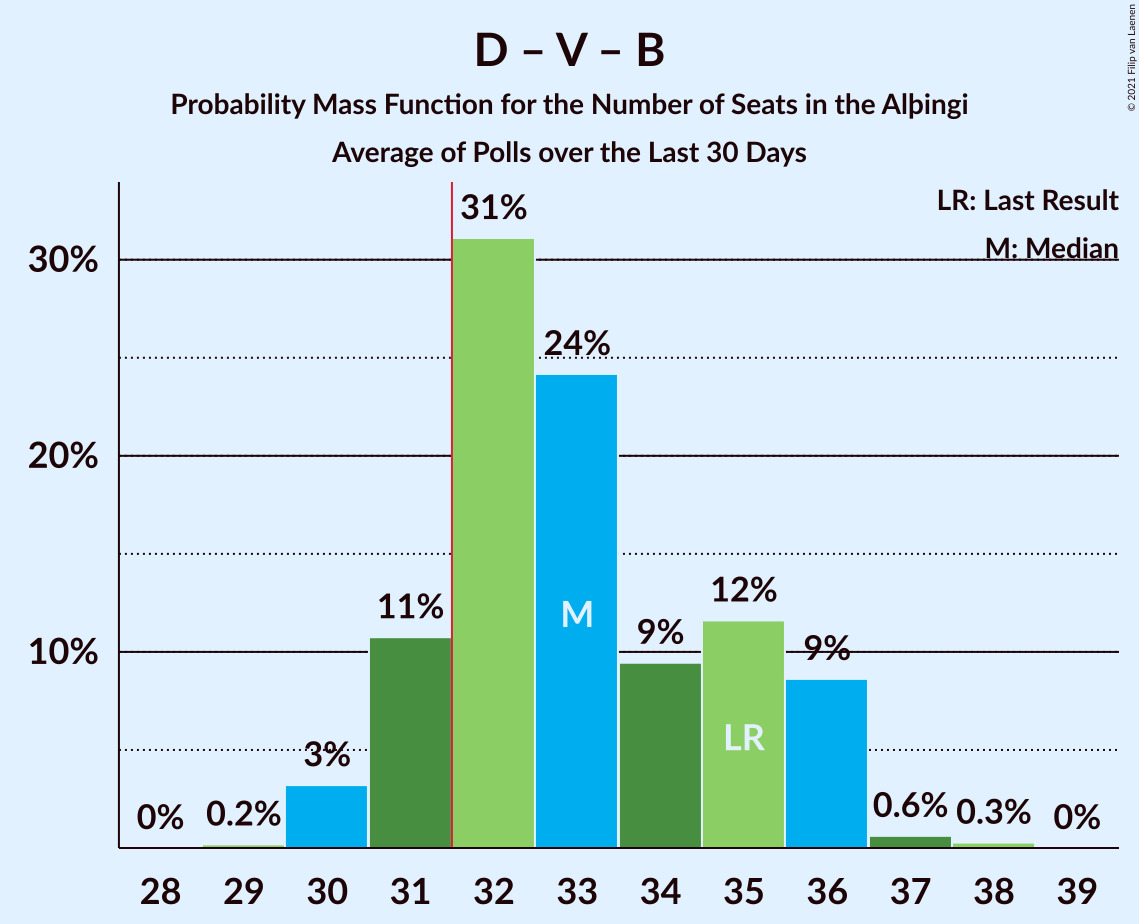 D – V – B
Probability Mass Function for the Number of Seats in the Alþingi
Average of Polls over the Last 30 Days
© 2021 Filip van Laenen
LR: Last Result
M: Median
30%
20%
10%
0%
0.2%
3%
11%
31%
24%
9%
12%
9%
0.6%
0.3%
0%
M
LR
28 29 30 31 32 33 34 35 36 37 38 39